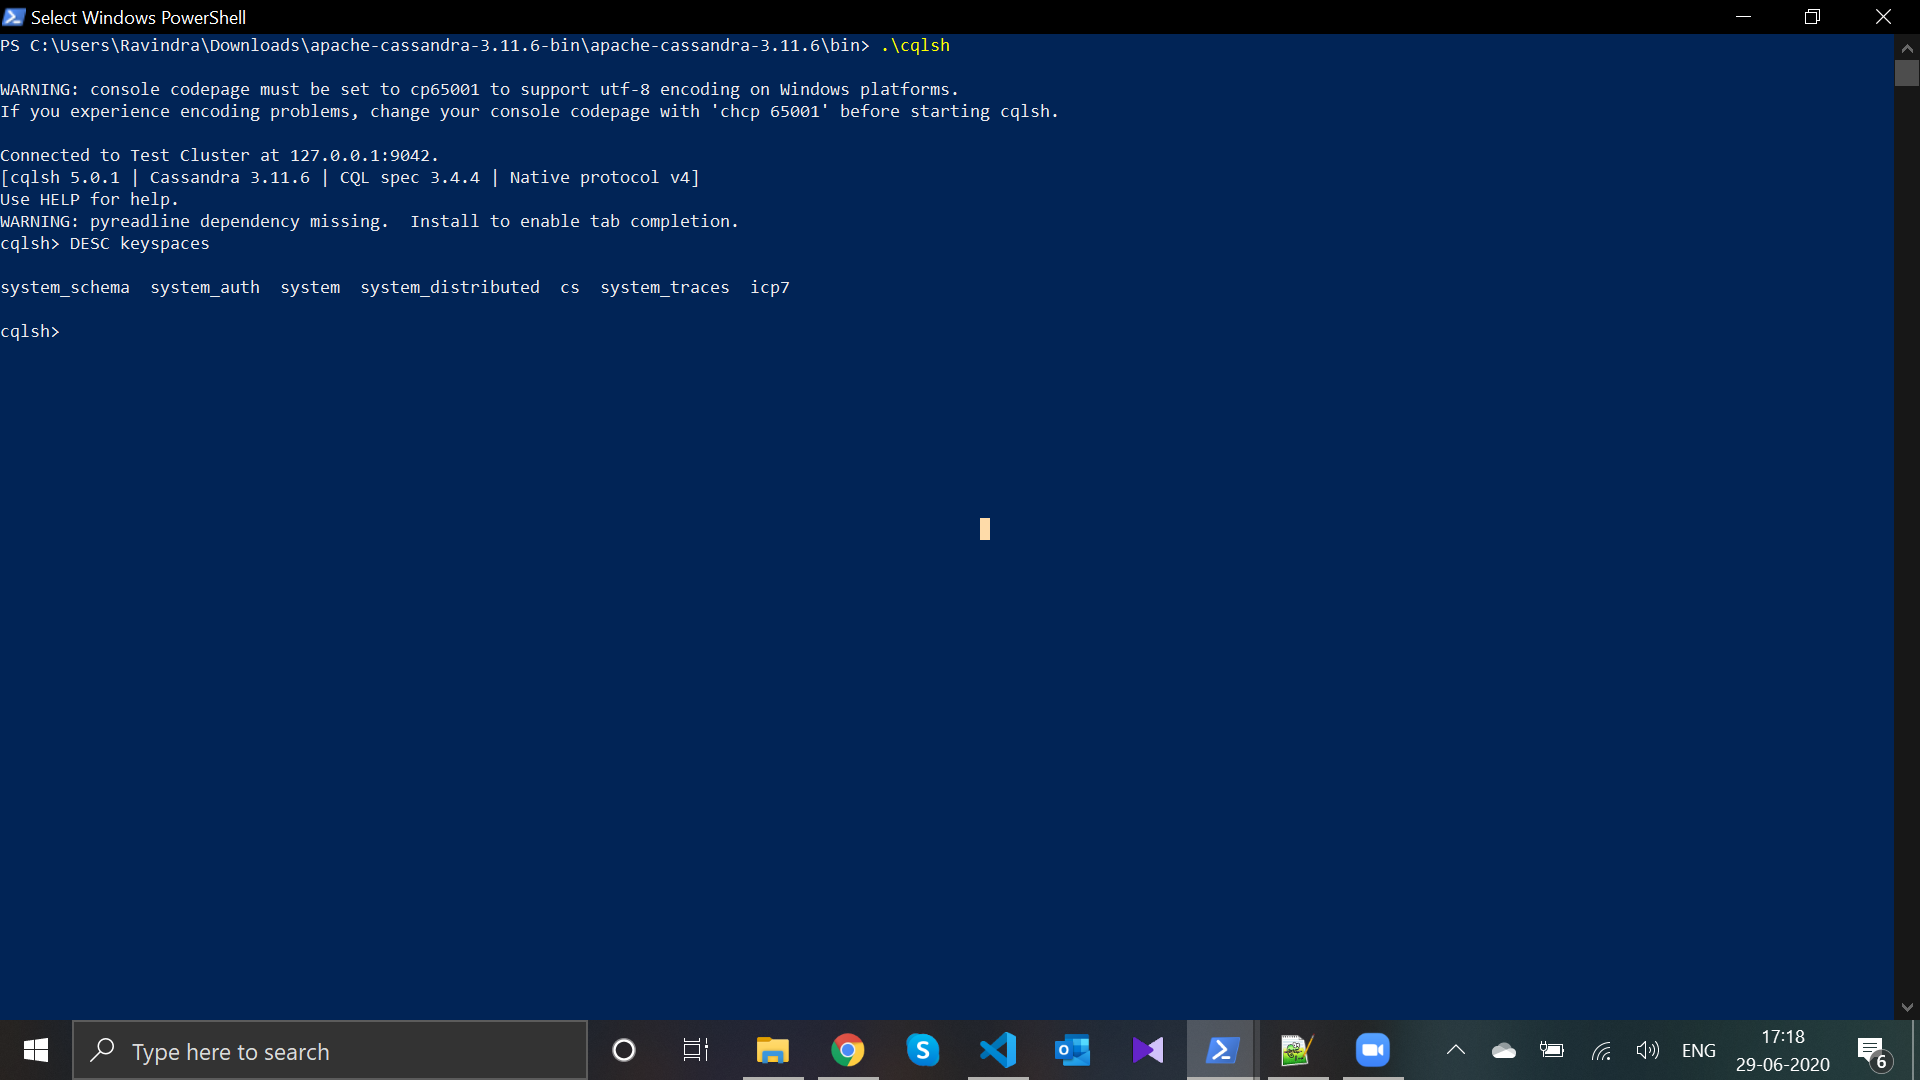 Select Windows PowerShell
PS C:\Users\Ravindra\Downloads\apache-cassandra-3.11.6-bin\apache-cassandra-3.11.6\bin> .\cqlsh
WARNING: console codepage must be set to cp65001 to support utf-8 encoding on Windows platforms.
If you experience encoding problems, change your console codepage with 'chcp 65001' before starting cqlsh.
Connected to Test Cluster at 127.0.0.1:9042.
[cqlsh 5.0.1 | Cassandra 3.11.6 | CQL spec 3.4.4 | Native protocol v4]
Use HELP for help.
WARNING: pyreadline dependency missing.  Install to enable tab completion.
cqlsh> DESC keyspaces
system_schema  system_auth  system  system_distributed  cs  system_traces  icp7
cqlsh>
Type here to search
ENG
17:18
29-06-2020
6